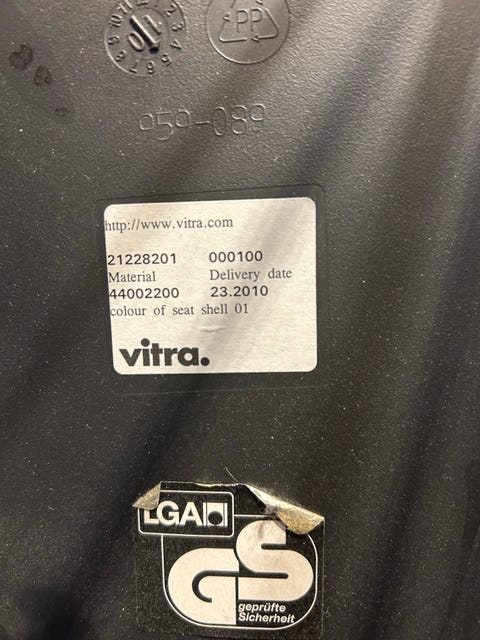 PP
959-089
http://www.vitra.com
21228201 000100
Material Delivery date
44002200 23.2010
colour of seat shell 01
vitra.
LGA
GS
geprüfte
Sicherheit